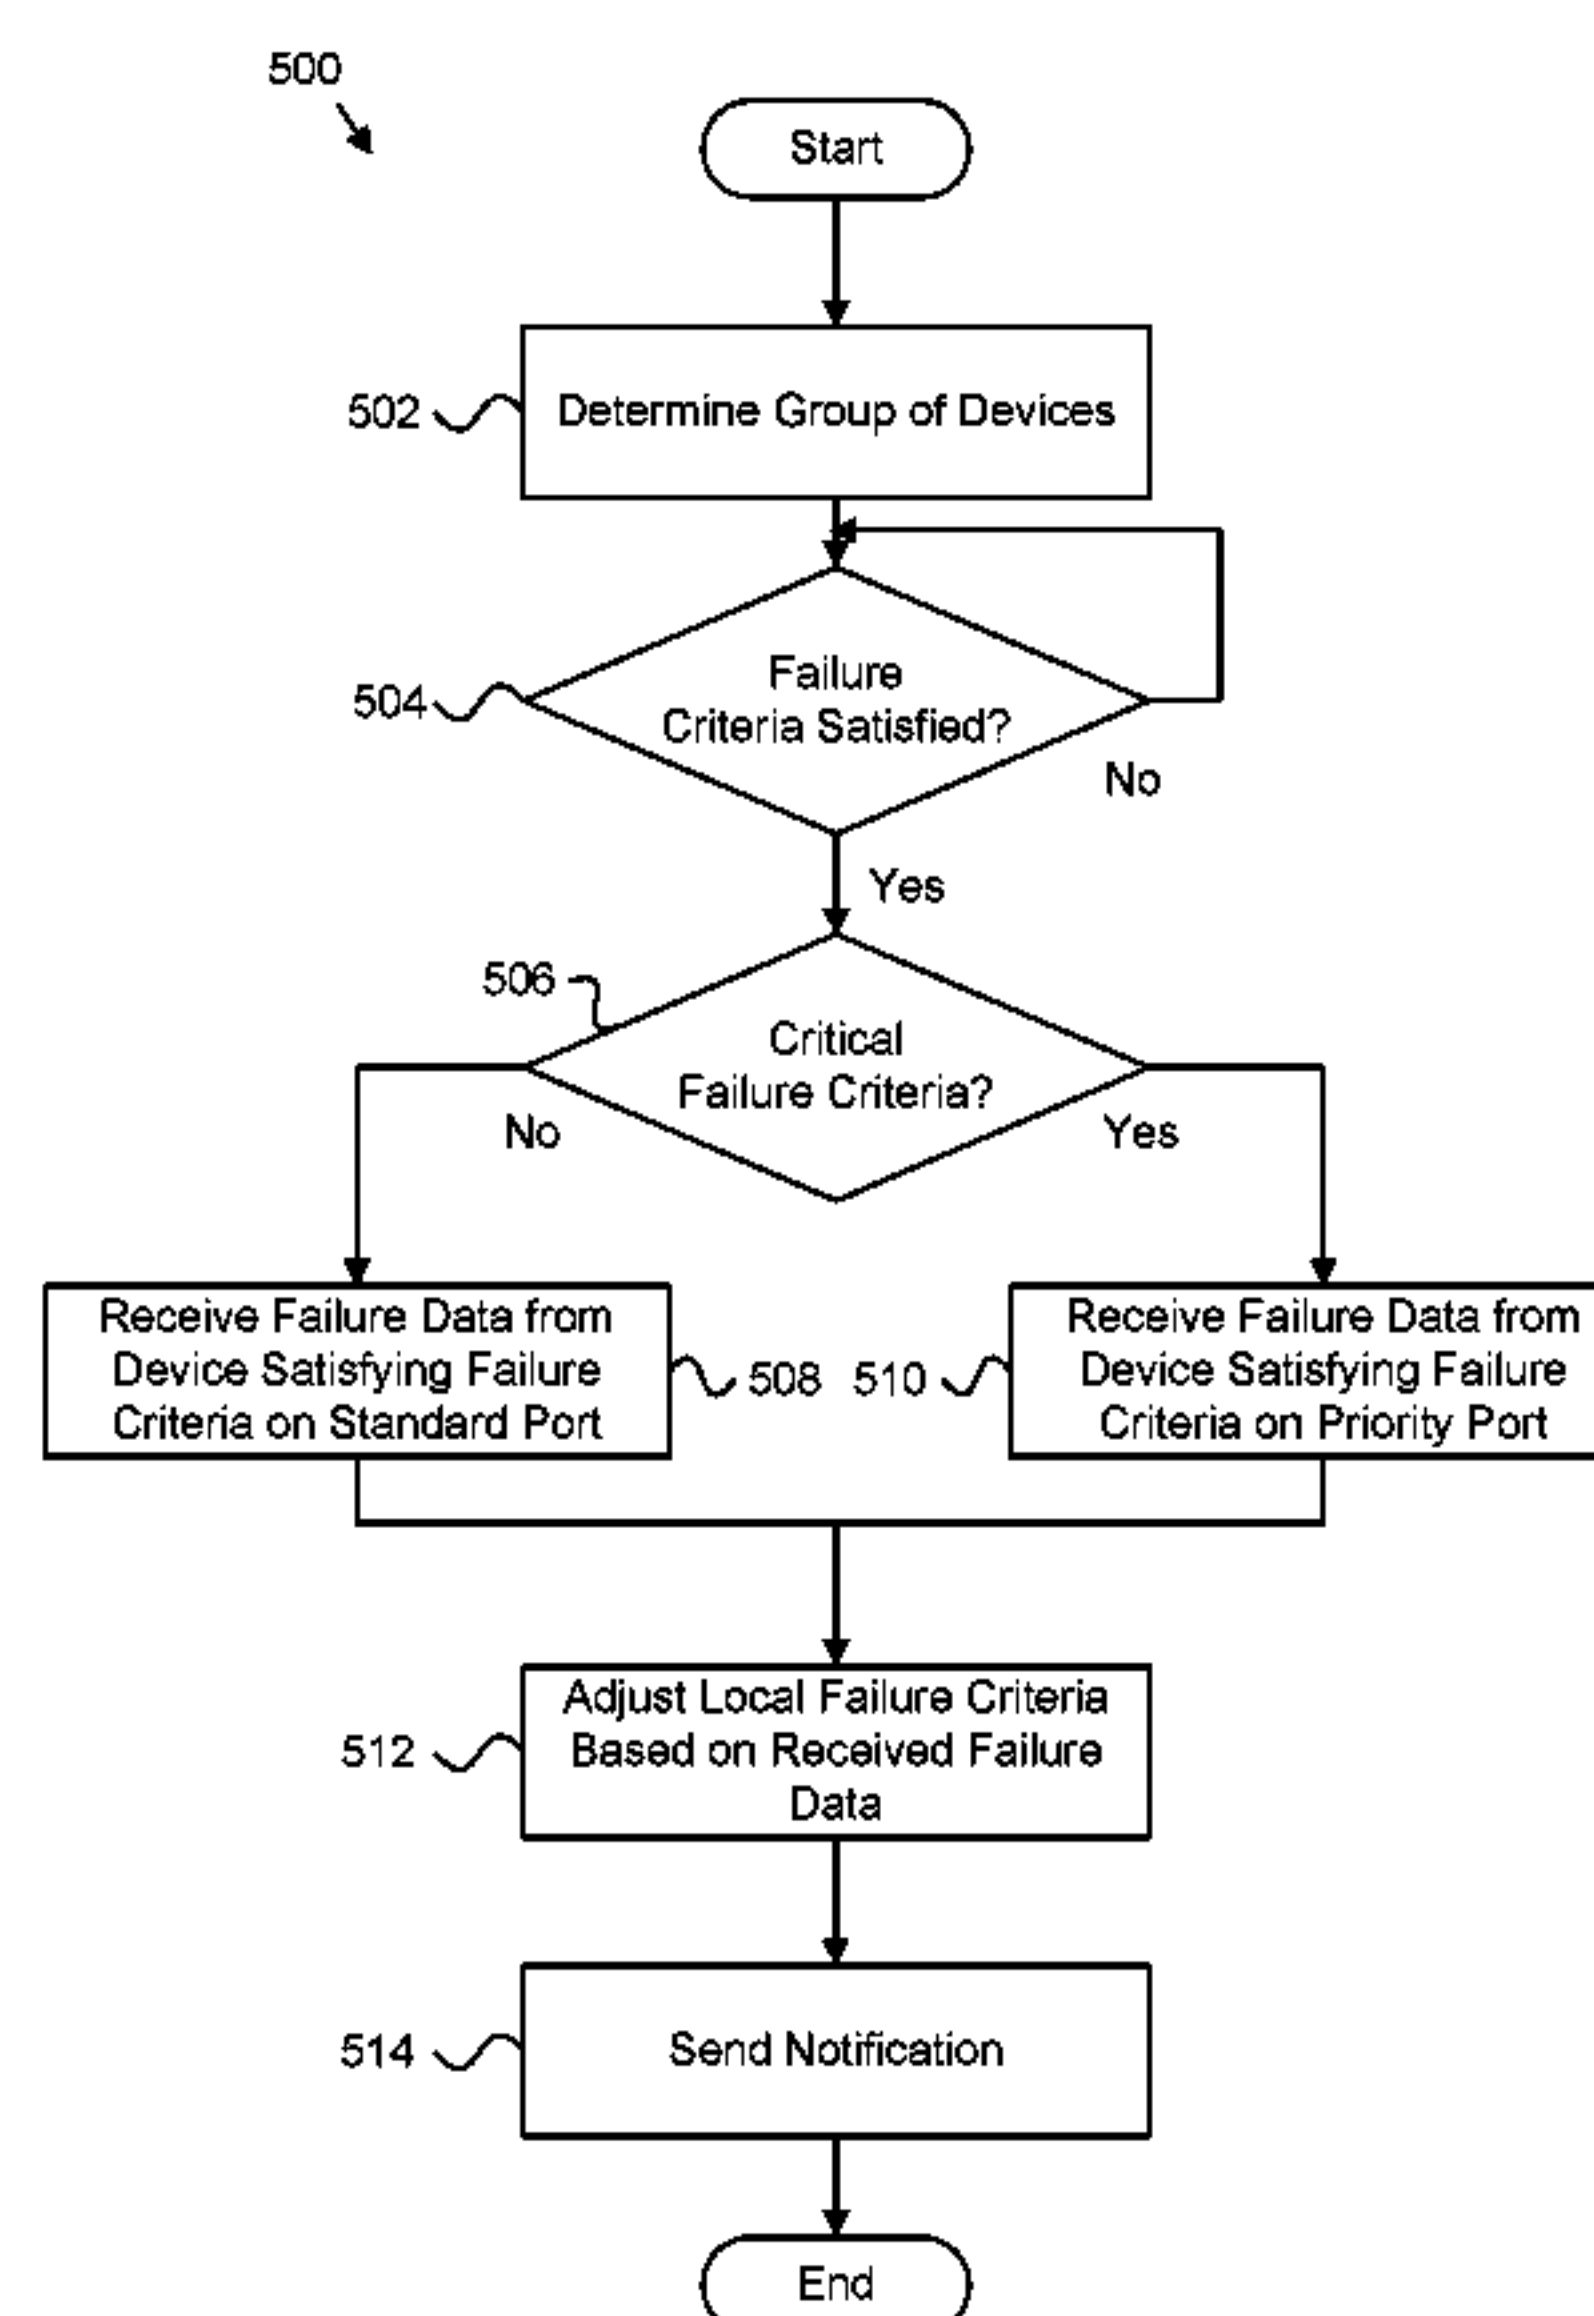 500
Start
502
Determine Group of Devices
504
Failure
Criteria Satisfied?
No
Yes
506
Critical
Failure Criteria?
No
Yes
Receive Failure Data from
Device Satisfying Failure
Criteria on Standard Port
508
510
Receive Failure Data from
Device Satisfying Failure
Criteria on Priority Port
512
Adjust Local Failure Criteria
Based on Received Failure
Data
514
Send Notification
End